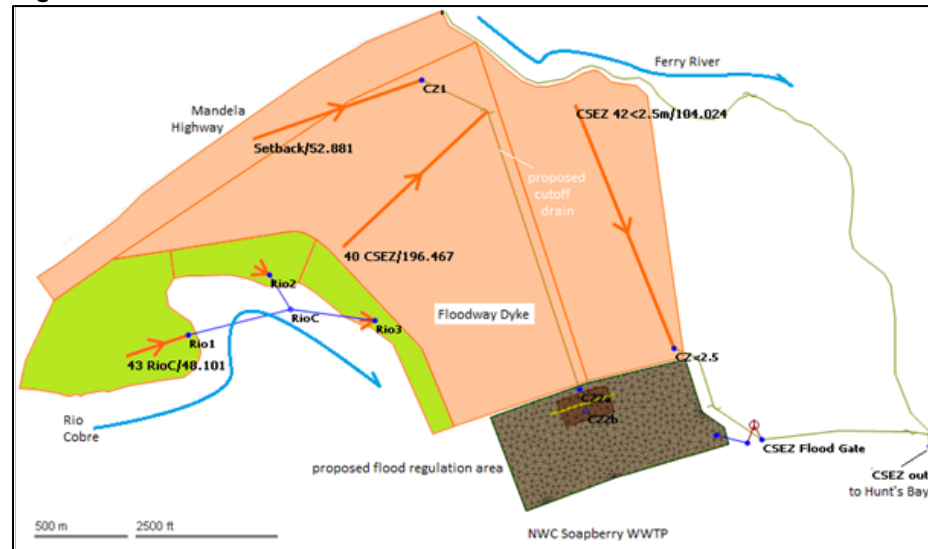 Ferry River
CZ1
Mandela
Highway
CSEZ 42<2.5m/104.024
Setback/52.881
proposed
cutoff
drain
40 CSEZ/196.467
Rio2
RioC
Floodway Dyke
Rio3
Rio1
43 RioC/48.101
CZ<2.5
CZ2a
CZ2b
Rio
Cobre
CSEZ Flood Gate
proposed flood regulation area
CSEZ out
to Hunt's Bay
500 m
2500 ft
NWC Soapberry WWTP